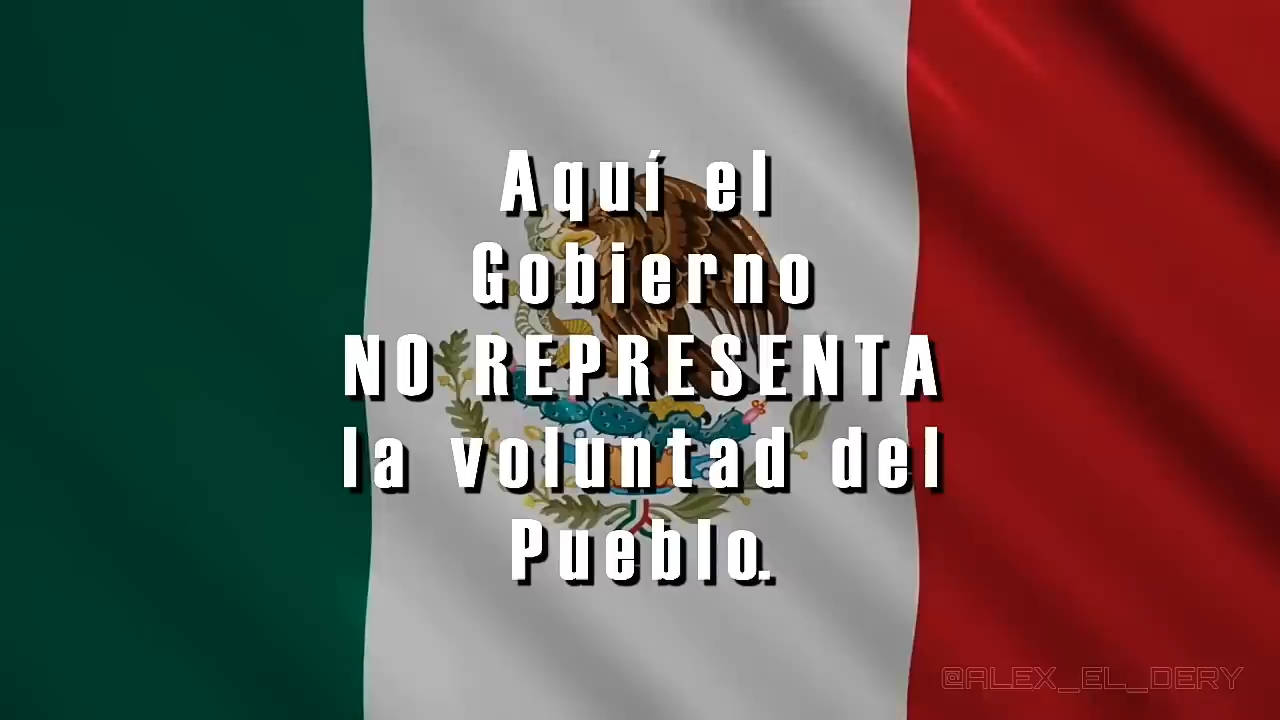 Aquí el
Gobierno
NO REPRESENTA
la voluntad del
Pueblo.
@ALEX_EL_DERY